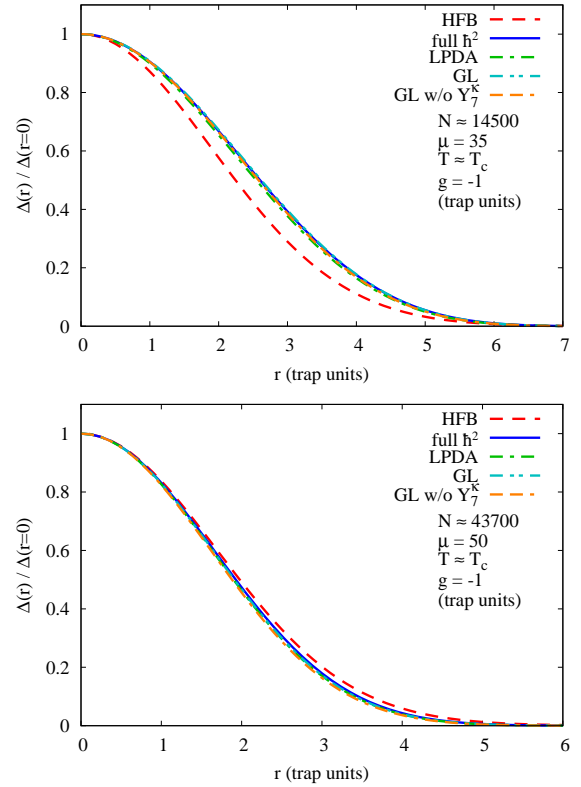 HFB
full ħ²
LPDA
GL
GL w/o Y₇ᴷ
N ≈ 14500
μ = 35
T ≈ T_c
g = -1
(trap units)
Δ(r) / Δ(r=0)
1
0.8
0.6
0.4
0.2
0
0 1 2 3 4 5 6 7
r (trap units)
HFB
full ħ²
LPDA
GL
GL w/o Y₇ᴷ
N ≈ 43700
μ = 50
T ≈ T_c
g = -1
(trap units)
Δ(r) / Δ(r=0)
1
0.8
0.6
0.4
0.2
0
0 1 2 3 4 5 6
r (trap units)